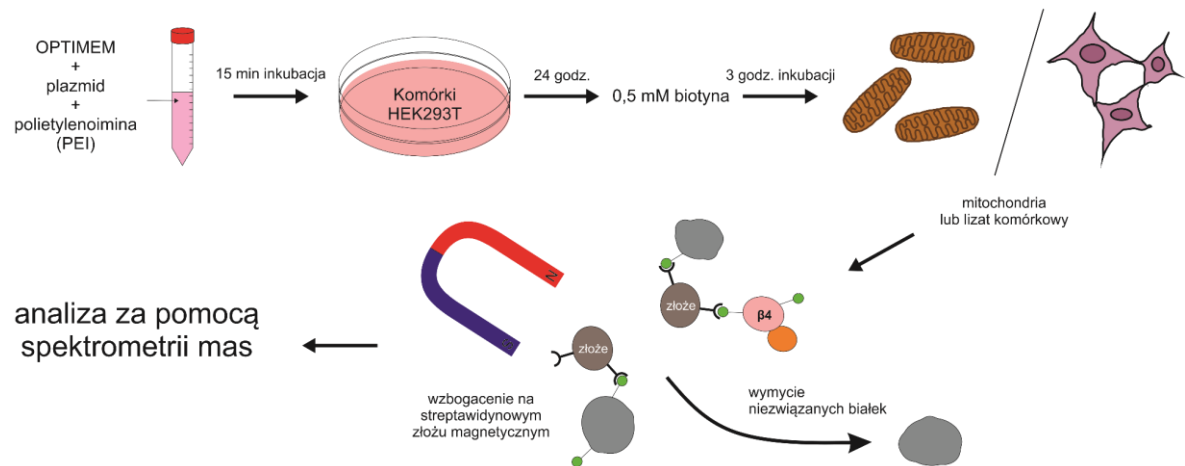 OPTIMEM
+
plazmid
+
polietylenoimina
(PEI)
15 min inkubacja
Komórki
HEK293T
24 godz.
0,5 mM biotyna
3 godz. inkubacji
mitochondria
lub lizat komórkowy
N
S
złoże
β4
złoże
wzbogacenie na
streptawidynowym
złożu magnetycznym
wymycie
niezwiązanych białek
analiza za pomocą
spektrometrii mas